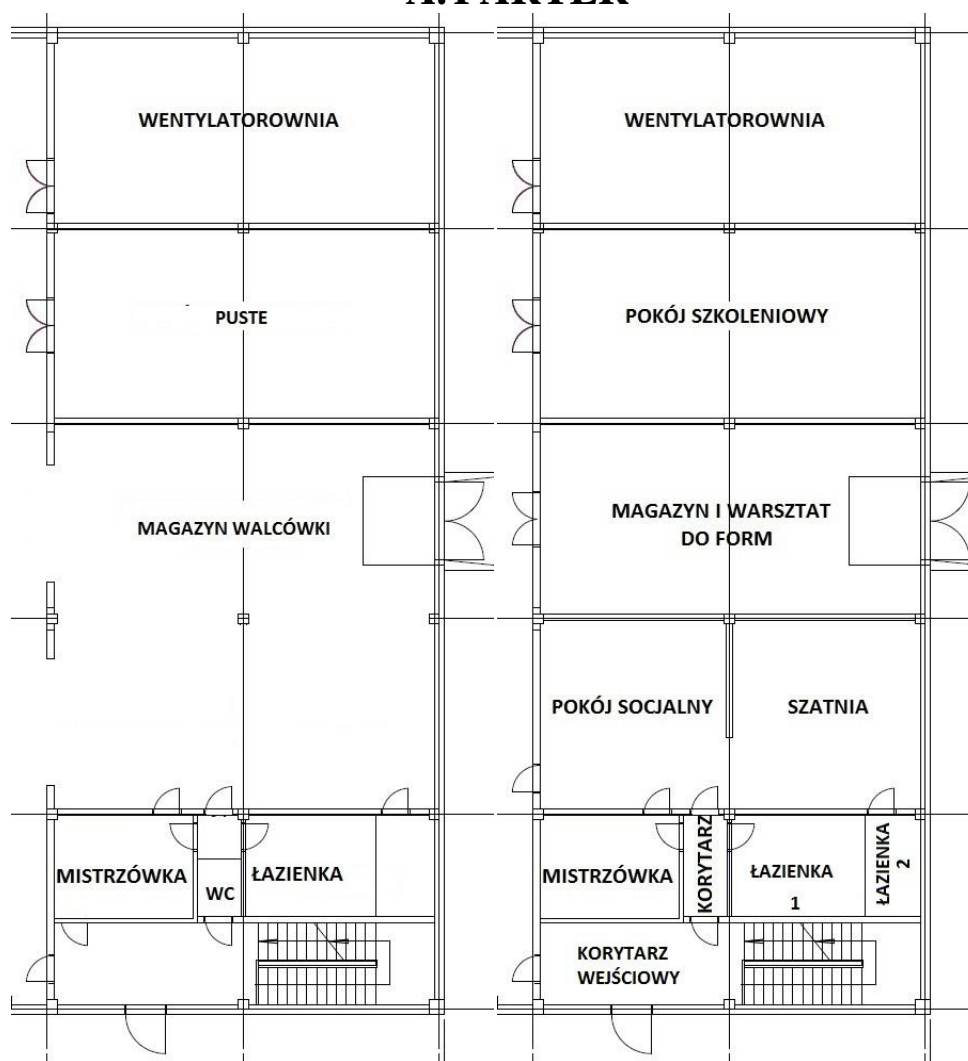 WENTYLATOROWNIA
PUSTE
MAGAZYN WALCÓWKI
MISTRZÓWKA
WC
ŁAZIENKA
WENTYLATOROWNIA
POKÓJ SZKOLENIOWY
MAGAZYN I WARSZTAT
DO FORM
POKÓJ SOCJALNY
SZATNIA
MISTRZÓWKA
KORYTARZ
ŁAZIENKA
1
ŁAZIENKA
2
KORYTARZ
WEJŚCIOWY